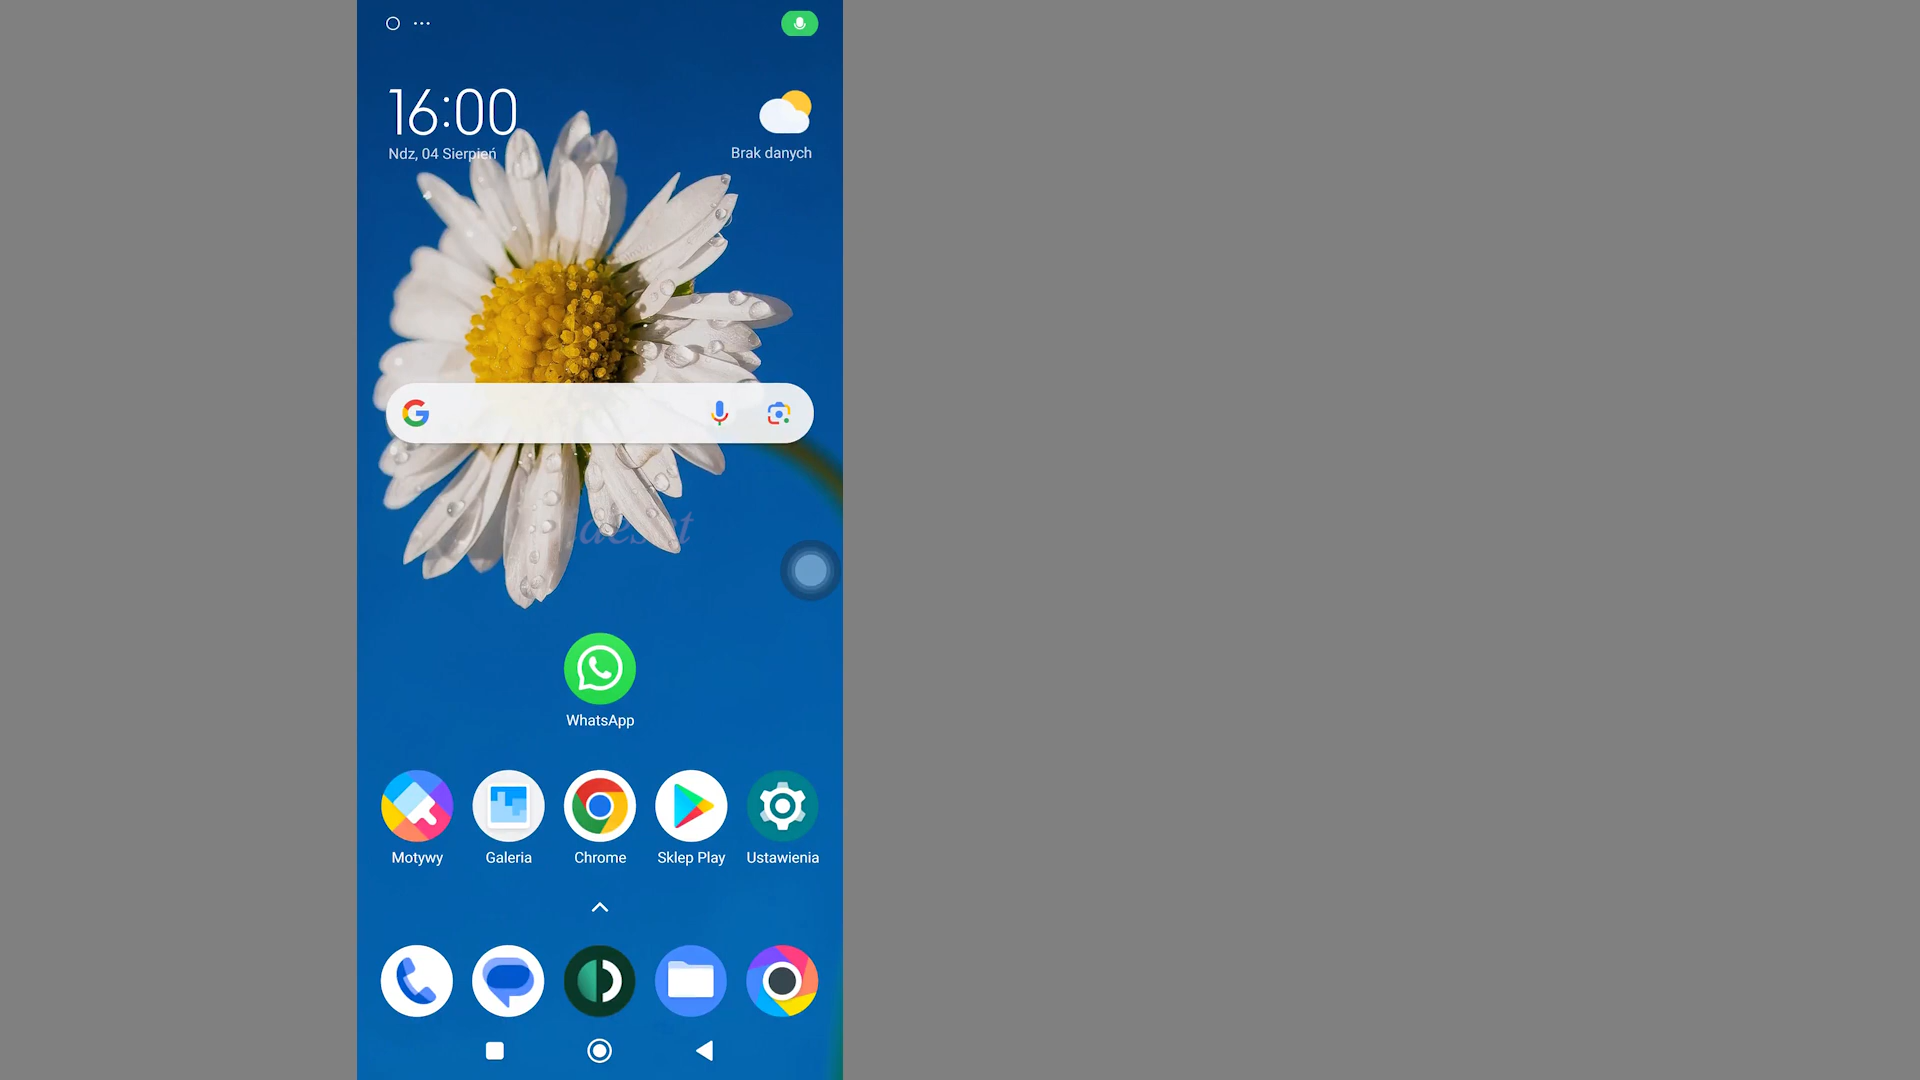 16:00
Ndz, 04 Sierpień
Brak danych
WhatsApp
Motywy
Galeria
Chrome
Sklep Play
Ustawienia